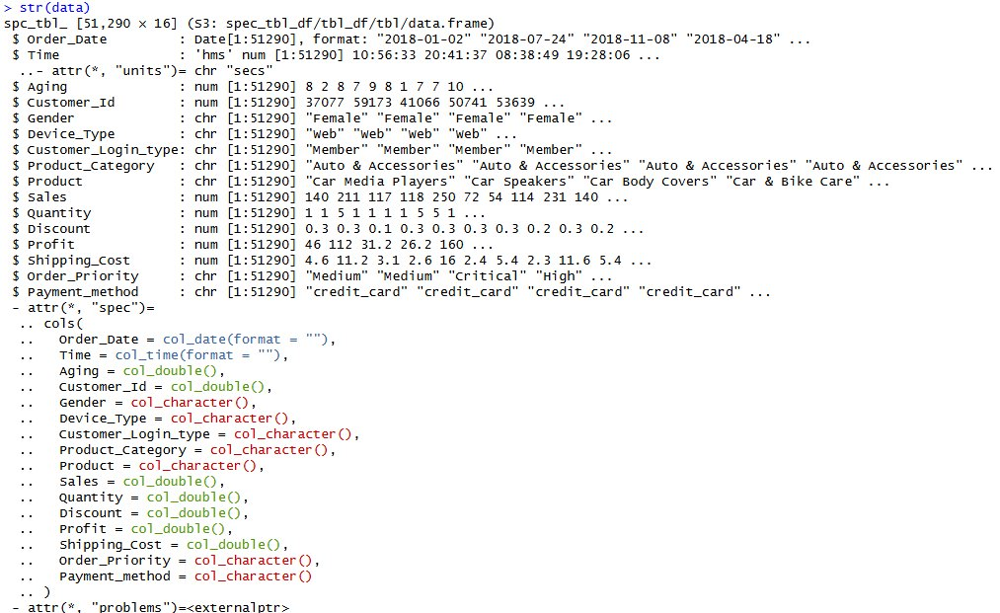 > str(data)
spc_tbl_ [51,290 × 16] (S3: spec_tbl_df/tbl_df/tbl/data.frame)
 $ Order_Date         : Date[1:51290], format: "2018-01-02" "2018-07-24" "2018-11-08" "2018-04-18" ...
 $ Time               : 'hms' num [1:51290] 10:56:33 20:41:37 08:38:49 19:28:06 ...
  ..- attr(*, "units")= chr "secs"
 $ Aging              : num [1:51290] 8 2 8 7 9 8 1 7 7 10 ...
 $ Customer_Id        : num [1:51290] 37077 59173 41066 50741 53639 ...
 $ Gender             : chr [1:51290] "Female" "Female" "Female" "Female" ...
 $ Device_Type        : chr [1:51290] "Web" "Web" "Web" "Web" ...
 $ Customer_Login_type: chr [1:51290] "Member" "Member" "Member" "Member" ...
 $ Product_Category   : chr [1:51290] "Auto & Accessories" "Auto & Accessories" "Auto & Accessories" "Auto & Accessories" ...
 $ Product            : chr [1:51290] "Car Media Players" "Car Speakers" "Car Body Covers" "Car & Bike Care" ...
 $ Sales              : num [1:51290] 140 211 117 118 250 72 54 114 231 140 ...
 $ Quantity           : num [1:51290] 1 1 5 1 1 1 1 5 5 1 ...
 $ Discount           : num [1:51290] 0.3 0.3 0.1 0.3 0.3 0.3 0.3 0.2 0.3 0.2 ...
 $ Profit             : num [1:51290] 46 112 31.2 26.2 160 ...
 $ Shipping_Cost      : num [1:51290] 4.6 11.2 3.1 2.6 16 2.4 5.4 2.3 11.6 5.4 ...
 $ Order_Priority     : chr [1:51290] "Medium" "Medium" "Critical" "High" ...
 $ Payment_method     : chr [1:51290] "credit_card" "credit_card" "credit_card" "credit_card" ...
 - attr(*, "spec")=
  .. cols(
  ..   Order_Date = col_date(format = ""),
  ..   Time = col_time(format = ""),
  ..   Aging = col_double(),
  ..   Customer_Id = col_double(),
  ..   Gender = col_character(),
  ..   Device_Type = col_character(),
  ..   Customer_Login_type = col_character(),
  ..   Product_Category = col_character(),
  ..   Product = col_character(),
  ..   Sales = col_double(),
  ..   Quantity = col_double(),
  ..   Discount = col_double(),
  ..   Profit = col_double(),
  ..   Shipping_Cost = col_double(),
  ..   Order_Priority = col_character(),
  ..   Payment_method = col_character()
  .. )
 - attr(*, "problems")=<externalptr>